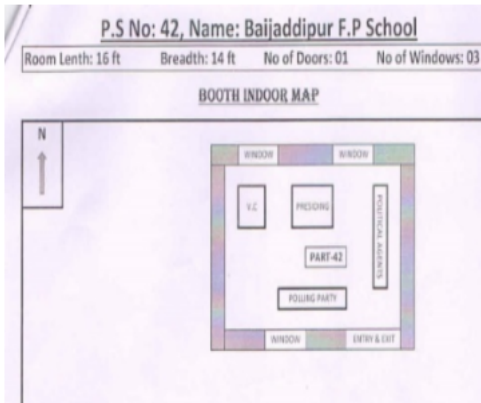 P.S No: 42, Name: Baijaddipur F.P School
Room Lenth: 16 ft Breadth: 14 ft No of Doors: 01 No of Windows: 03
BOOTH INDOOR MAP
N
WINDOW WINDOW
V.C PRESIDING POLITICAL AGENTS
PART-42
POLLING PARTY
WINDOW ENTRY & EXIT